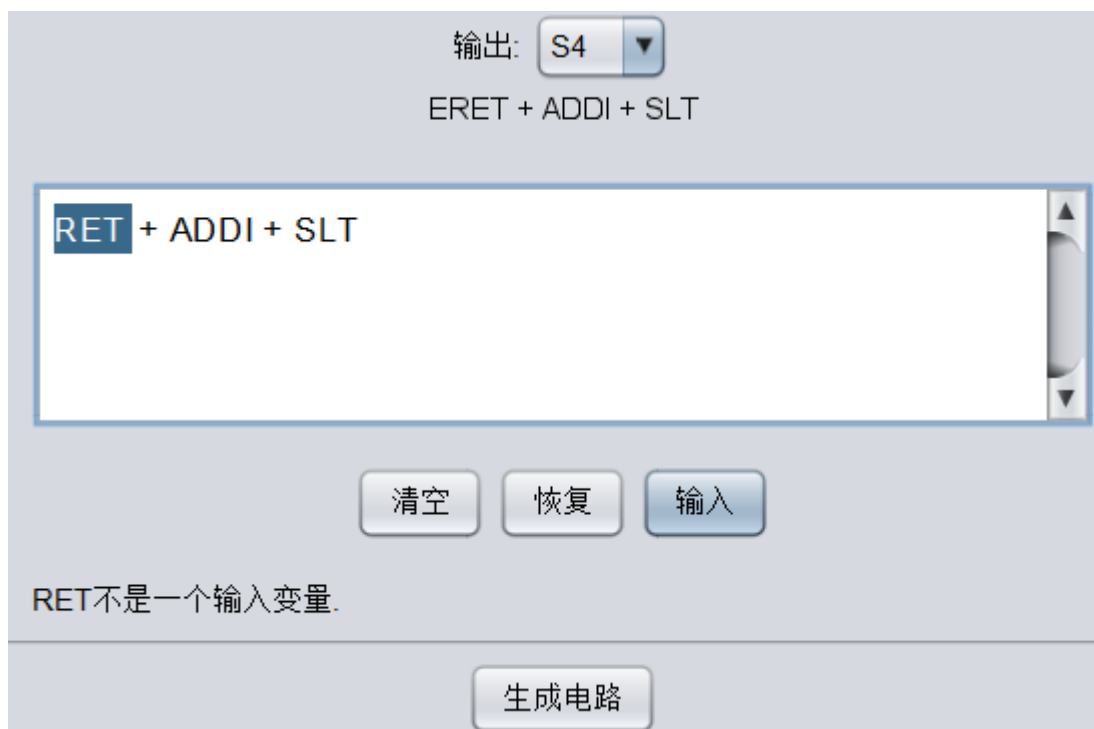 输出: S4
ERET + ADDI + SLT
RET + ADDI + SLT
清空 恢复 输入
RET不是一个输入变量.
生成电路